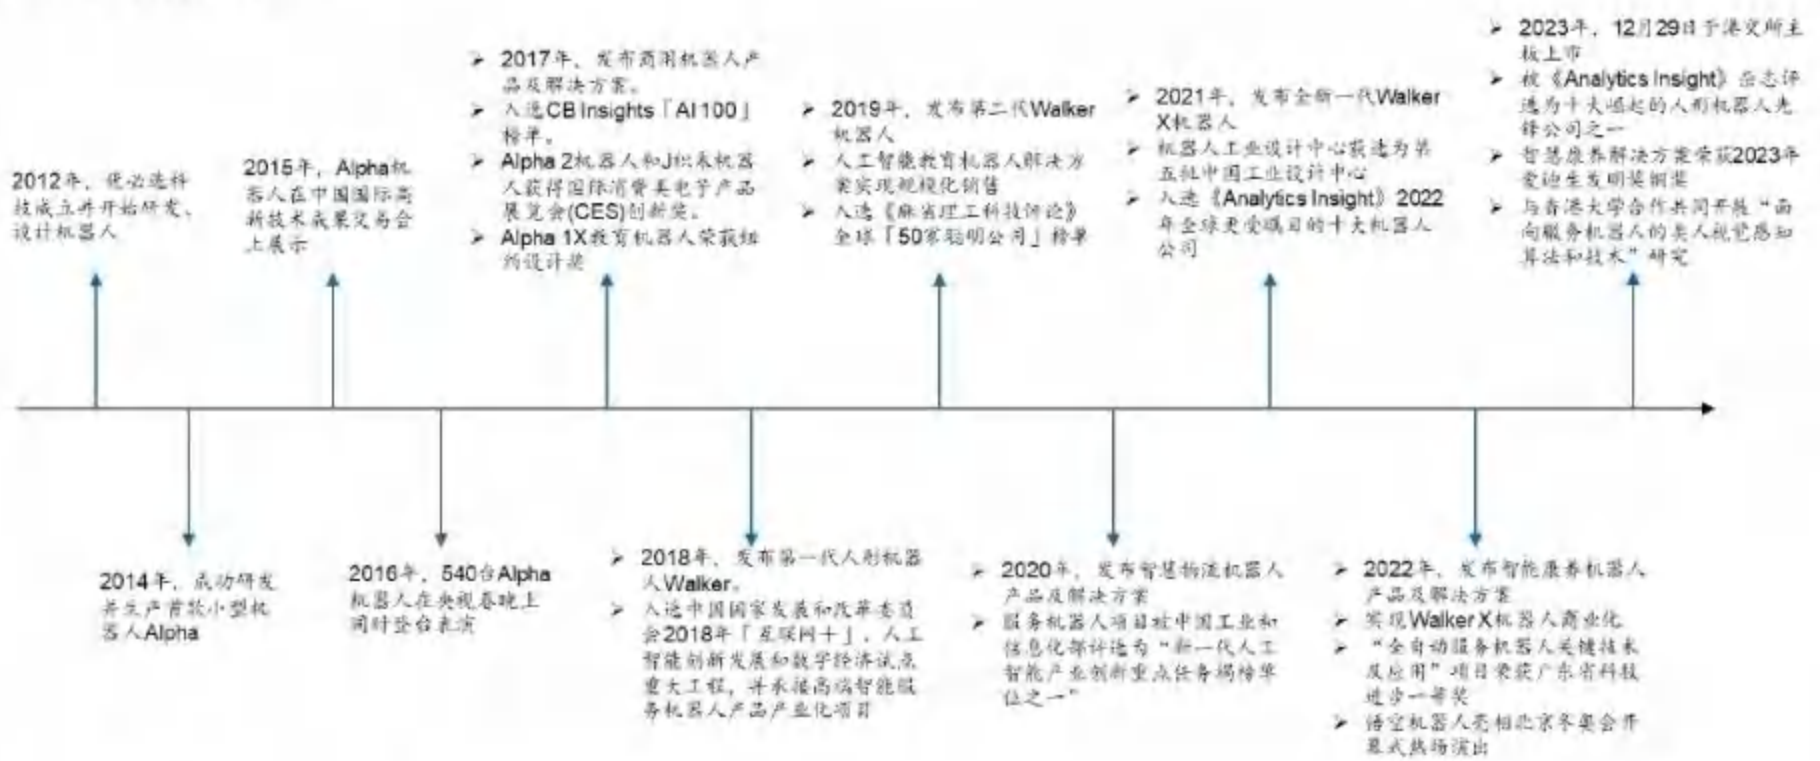 2012年，优必选科
技成立并开始研发、
设计机器人
2014年，成功研发
并生产首款小型机
器人Alpha
2015年，Alpha机
器人在中国国际高
新技术成果交易会
上展示
2016年，540台Alpha
机器人在央视春晚上
同时登台表演
➢ 2017年，发布商用机器人产
品及解决方案。
➢ 入选CB Insights「AI 100」
榜单。
➢ Alpha 2机器人和J积木机器
人获得国际消费类电子产品
展览会(CES)创新奖。
➢ Alpha 1X教育机器人荣获纽
约设计奖
➢ 2018年，发布第一代人形机器
人Walker。
➢ 入选中国国家发展和改革委员
会2018年「互联网+」、人工
智能创新发展和数字经济试点
重大工程，并承接高端智能服
务机器人产品产业化项目
➢ 2019年，发布第二代Walker
机器人
➢ 人工智能教育机器人解决方
案实现规模化销售
➢ 入选《麻省理工科技评论》
全球「50家聪明公司」榜单
➢ 2020年，发布智慧物流机器人
产品及解决方案
➢ 服务机器人项目被中国工业和
信息化部评选为“新一代人工
智能产业创新重点任务揭榜单
位之一”
➢ 2021年，发布全新一代Walker
X机器人
➢ 机器人工业设计中心获选为第
五批中国工业设计中心
➢ 入选《Analytics Insight》2022
年全球更受瞩目的十大机器人
公司
➢ 2022年，发布智能康养机器人
产品及解决方案
➢ 实现Walker X机器人商业化
➢ “全自动服务机器人关键技术
及应用”项目荣获广东省科技
进步一等奖
➢ 悟空机器人亮相北京冬奥会开
幕式热场演出
➢ 2023年，12月29日于港交所主
板上市
➢ 被《Analytics Insight》杂志评
选为十大崛起的人形机器人先
锋公司之一
➢ 智慧康养解决方案荣获2023年
爱迪生发明奖铜奖
➢ 与香港大学合作共同开展“面
向服务机器人的类人视觉感知
算法和技术”研究